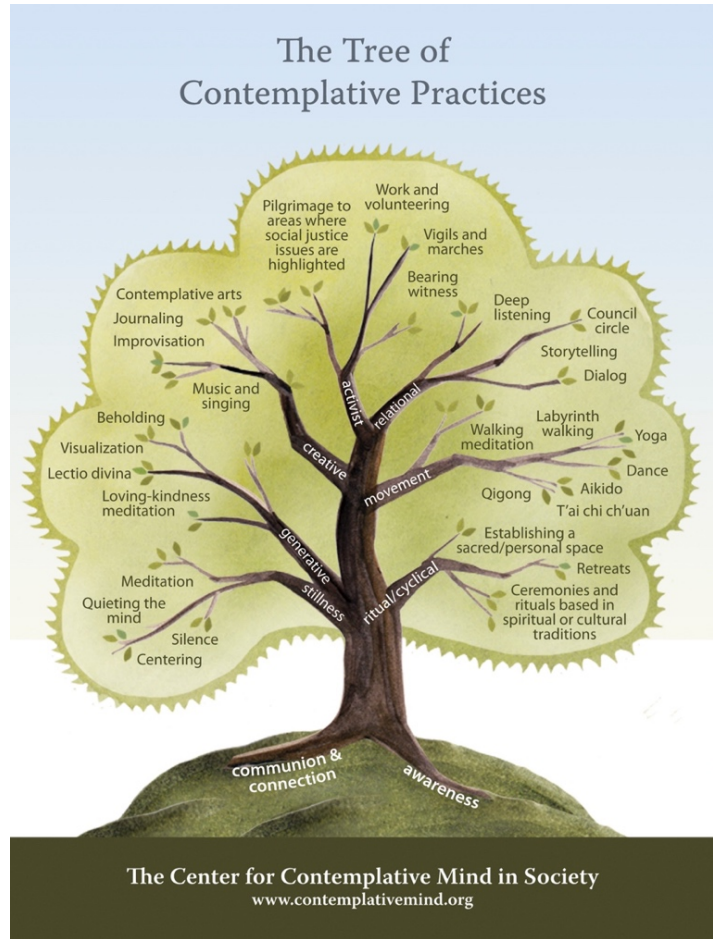 The Tree of
Contemplative Practices
Work and
volunteering
Pilgrimage to
areas where
social justice
issues are
highlighted
Vigils and
marches
Bearing
witness
Deep
listening
Council
circle
Storytelling
Dialog
Contemplative arts
Journaling
Improvisation
Music and
singing
activist
relational
creative
movement
Beholding
Visualization
Lectio divina
Loving-kindness
meditation
Walking
meditation
Labyrinth
walking
Yoga
Dance
Aikido
Qigong
T'ai chi ch'uan
generative
stillness
ritual/cyclical
Establishing a
sacred/personal space
Retreats
Ceremonies and
rituals based in
spiritual or cultural
traditions
Meditation
Quieting the
mind
Silence
Centering
communion &
connection
awareness
The Center for Contemplative Mind in Society
www.contemplativemind.org